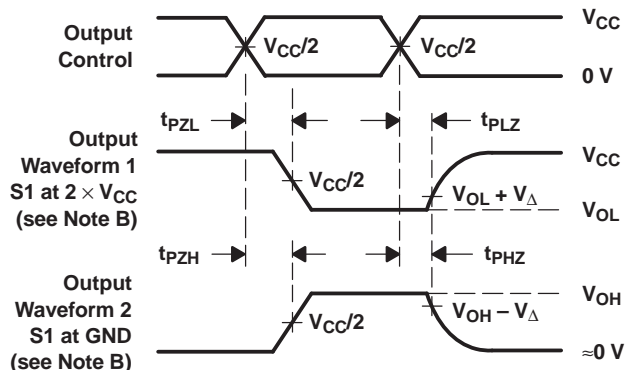 Output
Control
V_CC/2
V_CC/2
V_CC
0 V
t_PZL
t_PLZ
Output
Waveform 1
S1 at 2 × V_CC
(see Note B)
V_CC/2
V_CC
V_OL + V_Δ
V_OL
t_PZH
t_PHZ
Output
Waveform 2
S1 at GND
(see Note B)
V_CC/2
V_OH
V_OH − V_Δ
≈0 V